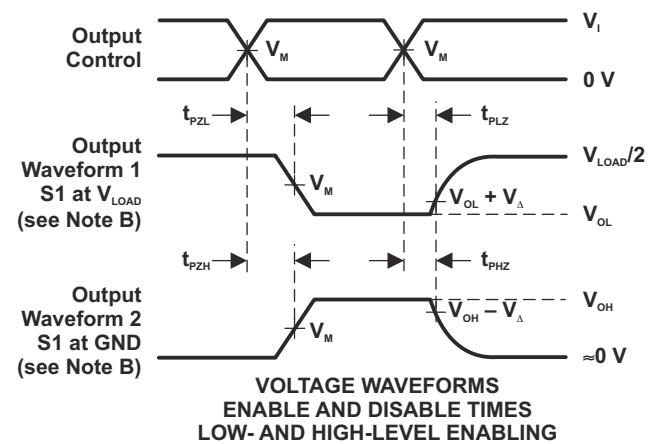 Output
Control
V_M
V_M
V_I
0 V
t_PZL
t_PLZ
Output
Waveform 1
S1 at V_LOAD
(see Note B)
V_M
V_OL + V_Δ
V_LOAD/2
V_OL
t_PZH
t_PHZ
Output
Waveform 2
S1 at GND
(see Note B)
V_M
V_OH − V_Δ
V_OH
≈0 V
VOLTAGE WAVEFORMS
ENABLE AND DISABLE TIMES
LOW- AND HIGH-LEVEL ENABLING